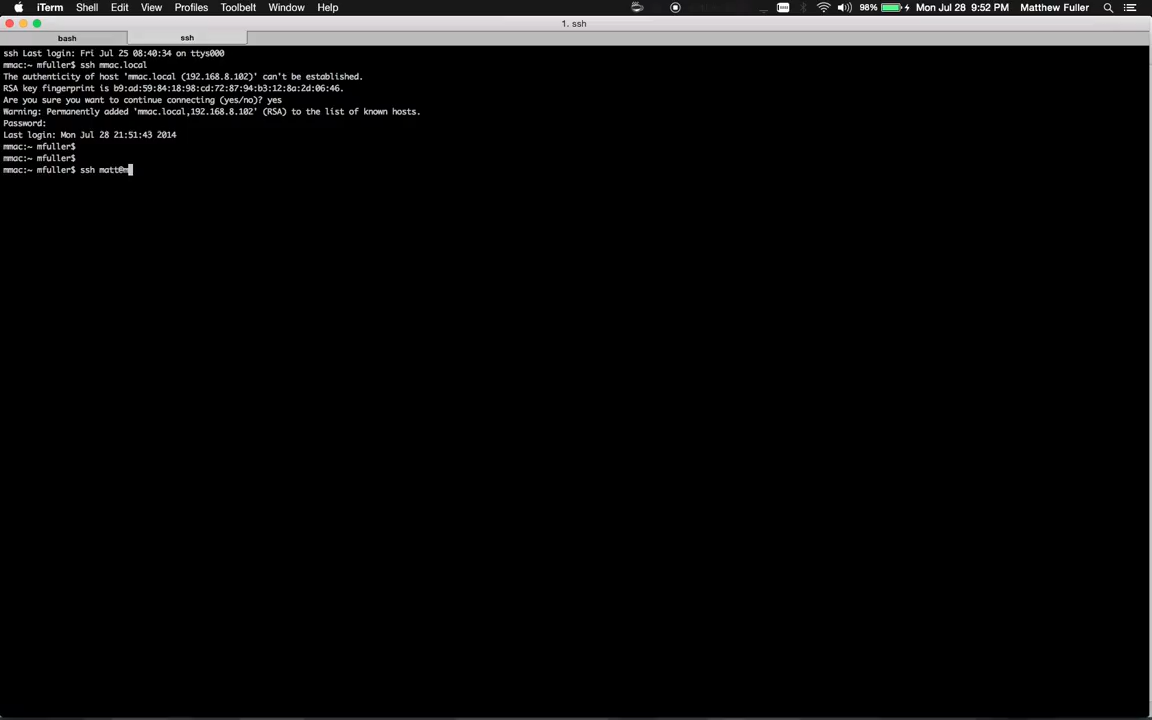 iTerm Shell Edit View Profiles Toolbelt Window Help 98% Mon Jul 28 9:52 PM Matthew Fuller
1. ssh
bash ssh
ssh Last login: Fri Jul 25 08:40:34 on ttys000
mmac:~ mfuller$ ssh mmac.local
The authenticity of host 'mmac.local (192.168.8.102)' can't be established.
RSA key fingerprint is b9:ad:59:84:18:98:cd:72:87:94:b3:12:8a:2d:06:46.
Are you sure you want to continue connecting (yes/no)? yes
Warning: Permanently added 'mmac.local,192.168.8.102' (RSA) to the list of known hosts.
Password:
Last login: Mon Jul 28 21:51:43 2014
mmac:~ mfuller$
mmac:~ mfuller$
mmac:~ mfuller$ ssh matt@m